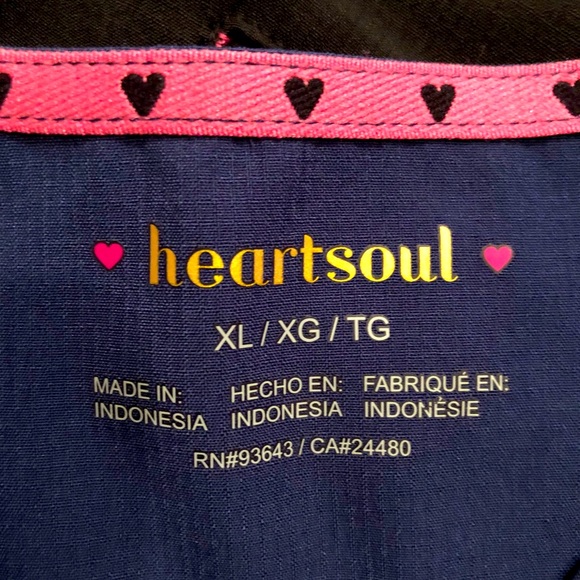 heartsoul
XL / XG / TG
MADE IN: HECHO EN: FABRIQUÉ EN:
INDONESIA INDONESIA INDONÉSIE
RN#93643 / CA#24480